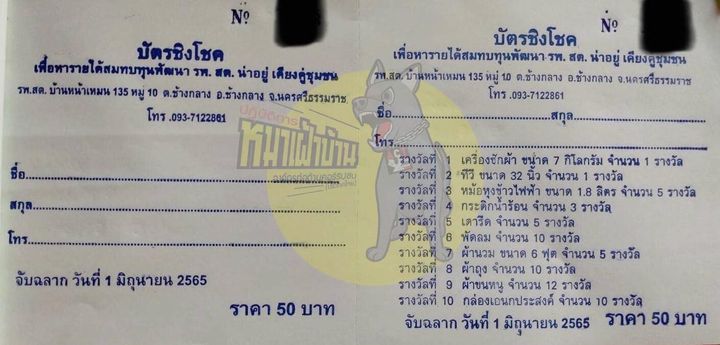 №
บัตรชิงโชค
เพื่อหารายได้สมทบทุนพัฒนา รพ. สต. น่าอยู่ เคียงคู่ชุมชน
รพ.สต. บ้านหน้าเหมน 135 หมู่ 10 ต.ช้างกลาง อ.ช้างกลาง จ.นครศรีธรรมราช
โทร .093-7122861
ชื่อ
สกุล
โทร
จับฉลาก วันที่ 1 มิถุนายน 2565
ราคา 50 บาท
ปฏิบัติการ
หมาเฝ้าบ้าน
№
บัตรชิงโชค
เพื่อหารายได้สมทบทุนพัฒนา รพ. สต. น่าอยู่ เคียงคู่ชุมชน
รพ.สต. บ้านหน้าเหมน 135 หมู่ 10 ต.ช้างกลาง อ.ช้างกลาง จ.นครศรีธรรมราช
โทร .093-7122861
ชื่อ สกุล
โทร
รางวัลที่ 1 เครื่องซักผ้า ขนาด 7 กิโลกรัม จำนวน 1 รางวัล
รางวัลที่ 2 ทีวี ขนาด 32 นิ้ว จำนวน 1 รางวัล
รางวัลที่ 3 หม้อหุงข้าวไฟฟ้า ขนาด 1.8 ลิตร จำนวน 5 รางวัล
รางวัลที่ 4 กระติกน้ำร้อน จำนวน 3 รางวัล
รางวัลที่ 5 เตารีด จำนวน 5 รางวัล
รางวัลที่ 6 พัดลม จำนวน 10 รางวัล
รางวัลที่ 7 ผ้านวม ขนาด 6 ฟุต จำนวน 5 รางวัล
รางวัลที่ 8 ผ้าถุง จำนวน 10 รางวัล
รางวัลที่ 9 ผ้าขนหนู จำนวน 12 รางวัล
รางวัลที่ 10 กล่องเอนกประสงค์ จำนวน 10 รางวัล
จับฉลาก วันที่ 1 มิถุนายน 2565 ราคา 50 บาท